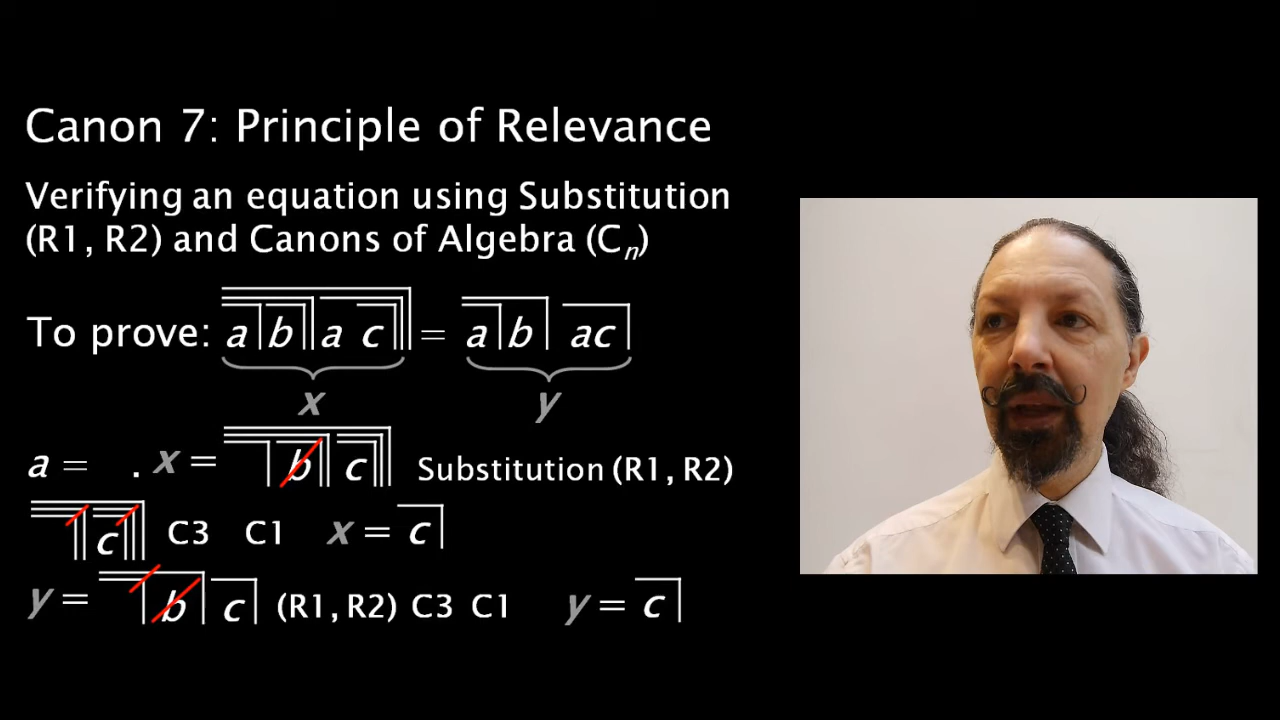 Canon 7: Principle of Relevance
Verifying an equation using Substitution
(R1, R2) and Canons of Algebra (Cn)
To prove: a b a c = a b ac
x y
a = . x = b c Substitution (R1, R2)
c C3 C1 x = c
y = b c (R1, R2) C3 C1 y = c